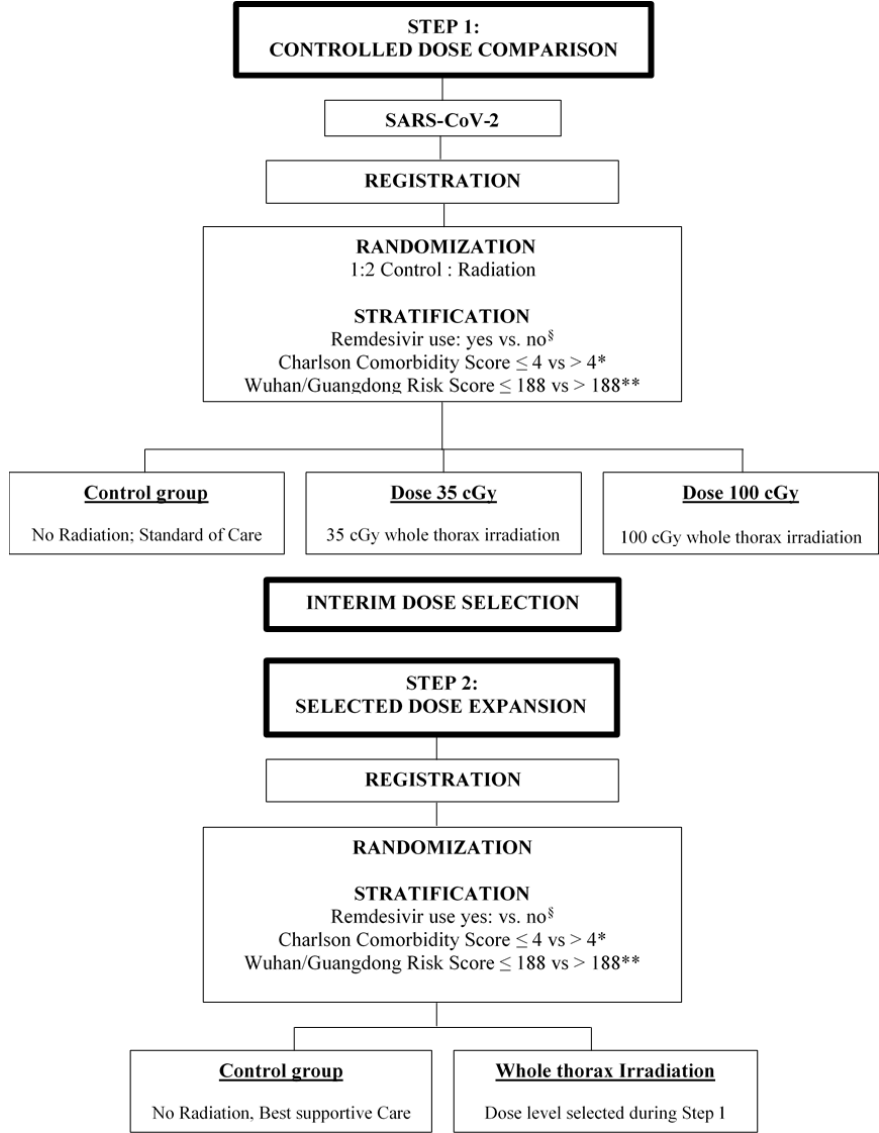 STEP 1:
CONTROLLED DOSE COMPARISON
SARS-CoV-2
REGISTRATION
RANDOMIZATION
1:2 Control : Radiation
STRATIFICATION
Remdesivir use: yes vs. no§
Charlson Comorbidity Score ≤ 4 vs > 4*
Wuhan/Guangdong Risk Score ≤ 188 vs > 188**
Control group
No Radiation; Standard of Care
Dose 35 cGy
35 cGy whole thorax irradiation
Dose 100 cGy
100 cGy whole thorax irradiation
INTERIM DOSE SELECTION
STEP 2:
SELECTED DOSE EXPANSION
REGISTRATION
RANDOMIZATION
STRATIFICATION
Remdesivir use yes: vs. no§
Charlson Comorbidity Score ≤ 4 vs > 4*
Wuhan/Guangdong Risk Score ≤ 188 vs > 188**
Control group
No Radiation, Best supportive Care
Whole thorax Irradiation
Dose level selected during Step 1